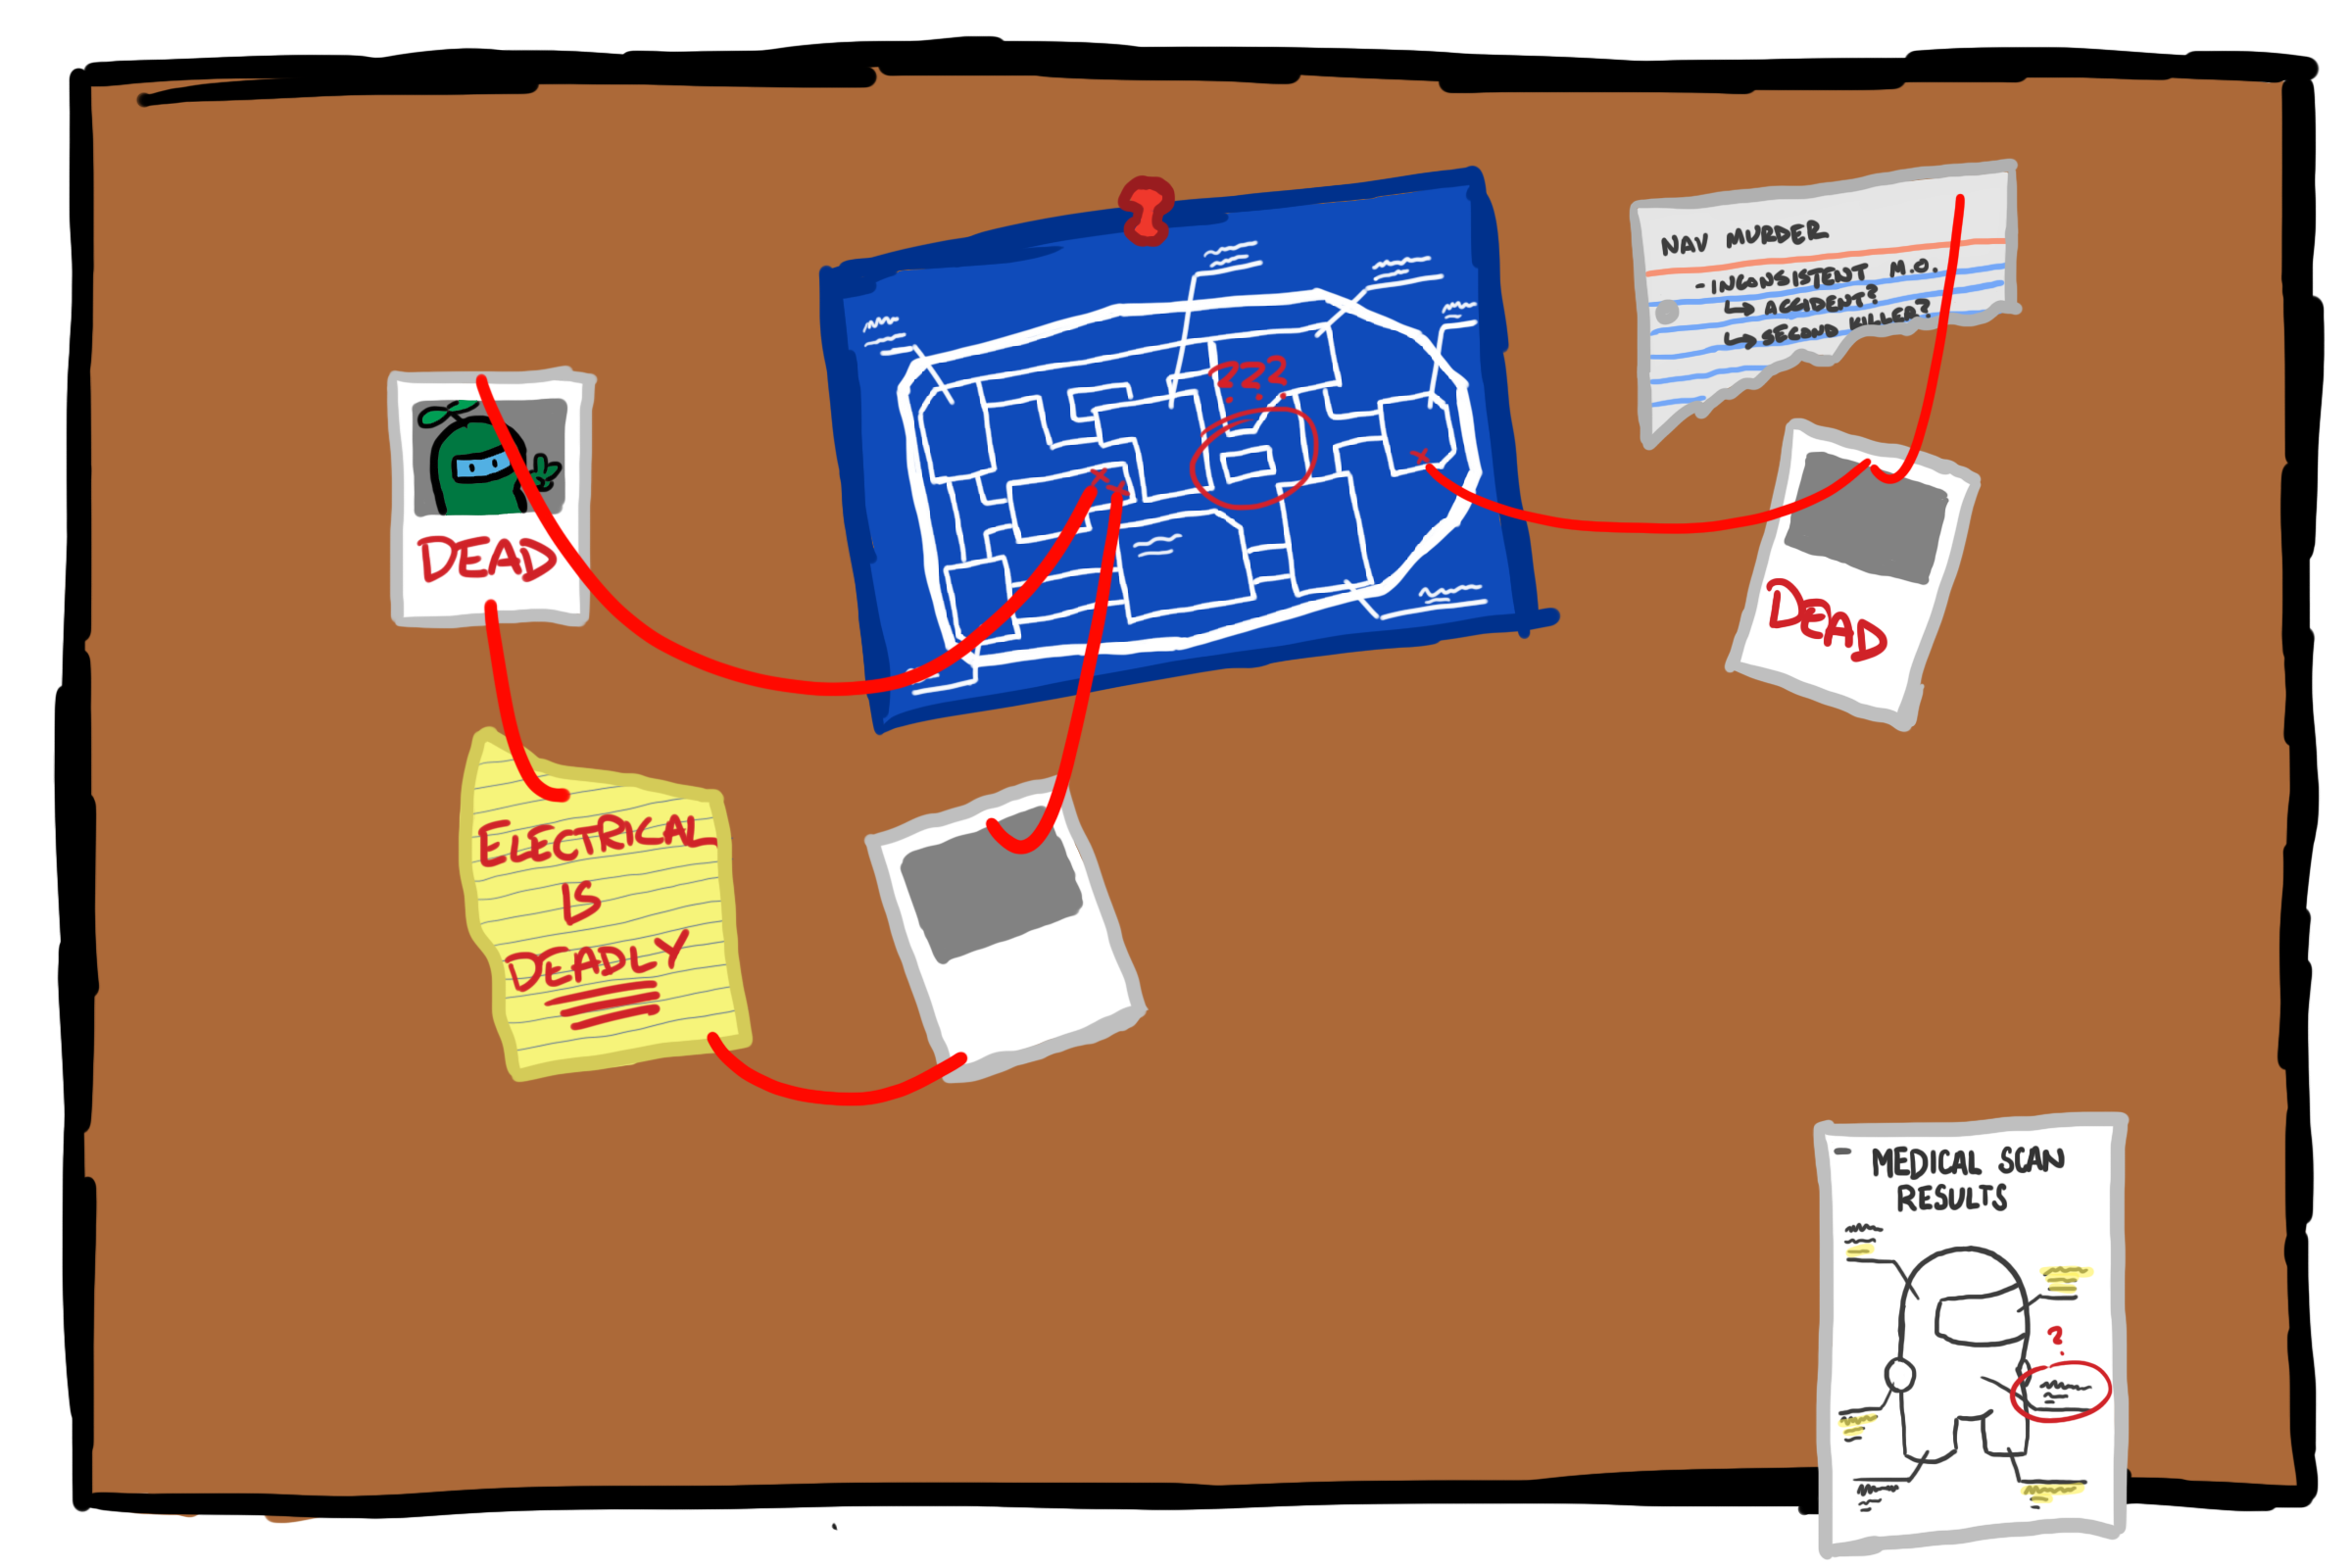 ???
NAV MURDER
- INCONSISTENT M.O.
↳ ACCIDENT?
↳ SECOND KILLER?
DEAD
DEAD
ELECTRICAL
IS
DEADLY
MEDICAL SCAN
RESULTS
?